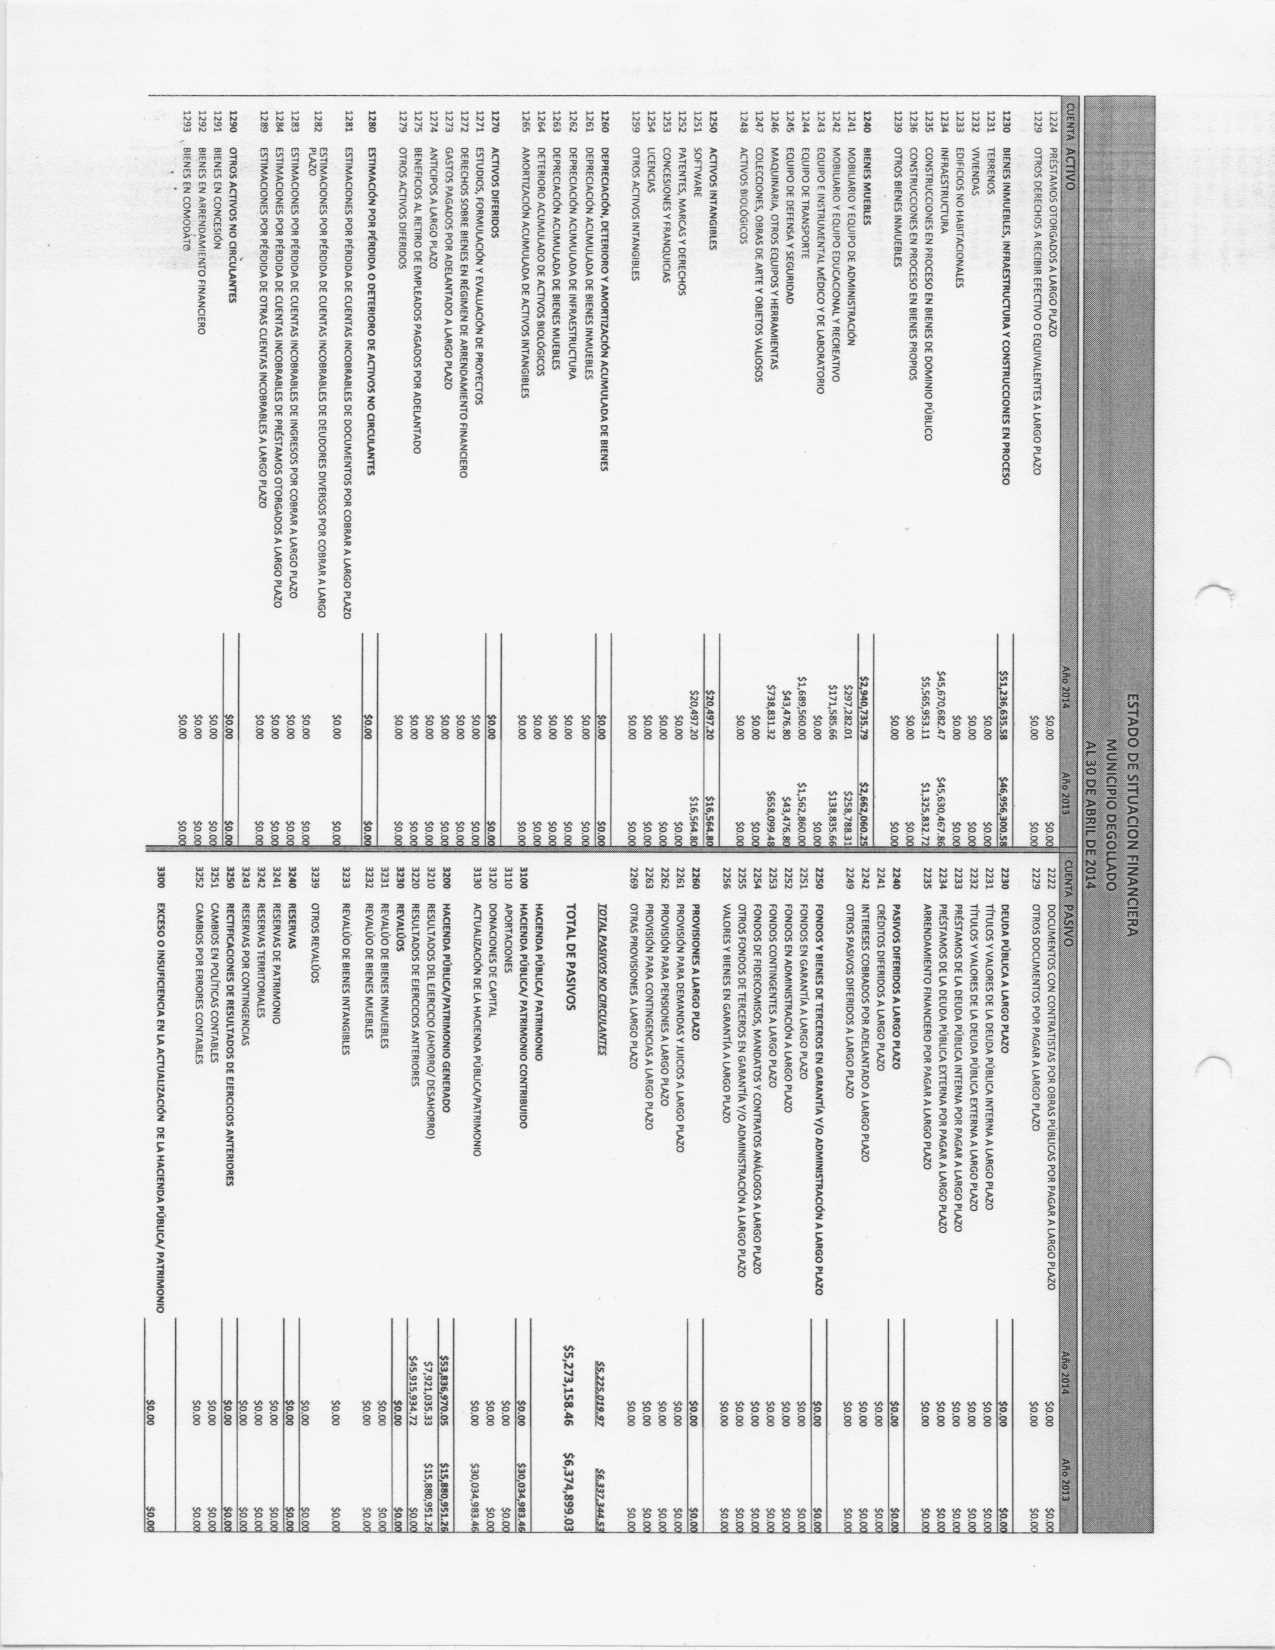 ESTADO DE SITUACION FINANCIERA
MUNICIPIO DEGOLLADO
AL 30 DE ABRIL DE 2014
CUENTA ACTIVO Año 2014 Año 2013
1224 PRÉSTAMOS OTORGADOS A LARGO PLAZO $0.00 $0.00
1229 OTROS DERECHOS A RECIBIR EFECTIVO O EQUIVALENTES A LARGO PLAZO $0.00 $0.00
1230 BIENES INMUEBLES, INFRAESTRUCTURA Y CONSTRUCCIONES EN PROCESO $51,236,635.58 $46,956,300.58
1231 TERRENOS $0.00 $0.00
1232 VIVIENDAS $0.00 $0.00
1233 EDIFICIOS NO HABITACIONALES $0.00 $0.00
1234 INFRAESTRUCTURA $45,670,682.47 $45,630,467.86
1235 CONSTRUCCIONES EN PROCESO EN BIENES DE DOMINIO PÚBLICO $5,565,953.11 $1,325,832.72
1236 CONSTRUCCIONES EN PROCESO EN BIENES PROPIOS $0.00 $0.00
1239 OTROS BIENES INMUEBLES $0.00 $0.00
1240 BIENES MUEBLES $2,940,735.79 $2,662,060.25
1241 MOBILIARIO Y EQUIPO DE ADMINISTRACIÓN $297,282.01 $258,788.31
1242 MOBILIARIO Y EQUIPO EDUCACIONAL Y RECREATIVO $171,585.66 $138,835.66
1243 EQUIPO E INSTRUMENTAL MÉDICO Y DE LABORATORIO $0.00 $0.00
1244 EQUIPO DE TRANSPORTE $1,689,560.00 $1,562,860.00
1245 EQUIPO DE DEFENSA Y SEGURIDAD $43,476.80 $43,476.80
1246 MAQUINARIA, OTROS EQUIPOS Y HERRAMIENTAS $738,831.32 $658,099.48
1247 COLECCIONES, OBRAS DE ARTE Y OBJETOS VALIOSOS $0.00 $0.00
1248 ACTIVOS BIOLÓGICOS $0.00 $0.00
1250 ACTIVOS INTANGIBLES $20,497.20 $16,564.80
1251 SOFTWARE $20,497.20 $16,564.80
1252 PATENTES, MARCAS Y DERECHOS $0.00 $0.00
1253 CONCESIONES Y FRANQUICIAS $0.00 $0.00
1254 LICENCIAS $0.00 $0.00
1259 OTROS ACTIVOS INTANGIBLES $0.00 $0.00
1260 DEPRECIACIÓN, DETERIORO Y AMORTIZACIÓN ACUMULADA DE BIENES $0.00 $0.00
1261 DEPRECIACIÓN ACUMULADA DE BIENES INMUEBLES $0.00 $0.00
1262 DEPRECIACIÓN ACUMULADA DE INFRAESTRUCTURA $0.00 $0.00
1263 DEPRECIACIÓN ACUMULADA DE BIENES MUEBLES $0.00 $0.00
1264 DETERIORO ACUMULADO DE ACTIVOS BIOLÓGICOS $0.00 $0.00
1265 AMORTIZACIÓN ACUMULADA DE ACTIVOS INTANGIBLES $0.00 $0.00
1270 ACTIVOS DIFERIDOS $0.00 $0.00
1271 ESTUDIOS, FORMULACIÓN Y EVALUACIÓN DE PROYECTOS $0.00 $0.00
1272 DERECHOS SOBRE BIENES EN RÉGIMEN DE ARRENDAMIENTO FINANCIERO $0.00 $0.00
1273 GASTOS PAGADOS POR ADELANTADO A LARGO PLAZO $0.00 $0.00
1274 ANTICIPOS A LARGO PLAZO $0.00 $0.00
1275 BENEFICIOS AL RETIRO DE EMPLEADOS PAGADOS POR ADELANTADO $0.00 $0.00
1279 OTROS ACTIVOS DIFERIDOS $0.00 $0.00
1280 ESTIMACIÓN POR PÉRDIDA O DETERIORO DE ACTIVOS NO CIRCULANTES $0.00 $0.00
1281 ESTIMACIONES POR PÉRDIDA DE CUENTAS INCOBRABLES DE DOCUMENTOS POR COBRAR A LARGO PLAZO $0.00 $0.00
1282 ESTIMACIONES POR PÉRDIDA DE CUENTAS INCOBRABLES DE DEUDORES DIVERSOS POR COBRAR A LARGO
PLAZO $0.00 $0.00
1283 ESTIMACIONES POR PÉRDIDA DE CUENTAS INCOBRABLES DE INGRESOS POR COBRAR A LARGO PLAZO $0.00 $0.00
1284 ESTIMACIONES POR PÉRDIDA DE CUENTAS INCOBRABLES DE PRÉSTAMOS OTORGADOS A LARGO PLAZO $0.00 $0.00
1289 ESTIMACIONES POR PÉRDIDA DE OTRAS CUENTAS INCOBRABLES A LARGO PLAZO $0.00 $0.00
1290 OTROS ACTIVOS NO CIRCULANTES $0.00 $0.00
1291 BIENES EN CONCESIÓN $0.00 $0.00
1292 BIENES EN ARRENDAMIENTO FINANCIERO $0.00 $0.00
1293 BIENES EN COMODATO $0.00 $0.00
CUENTA PASIVO Año 2014 Año 2013
2222 DOCUMENTOS CON CONTRATISTAS POR OBRAS PÚBLICAS POR PAGAR A LARGO PLAZO $0.00 $0.00
2229 OTROS DOCUMENTOS POR PAGAR A LARGO PLAZO $0.00 $0.00
2230 DEUDA PÚBLICA A LARGO PLAZO $0.00 $0.00
2231 TÍTULOS VALORES DE LA DEUDA PÚBLICA INTERNA A LARGO PLAZO $0.00 $0.00
2232 TÍTULOS Y VALORES DE LA DEUDA PÚBLICA EXTERNA A LARGO PLAZO $0.00 $0.00
2233 PRÉSTAMOS DE LA DEUDA PÚBLICA INTERNA POR PAGAR A LARGO PLAZO $0.00 $0.00
2234 PRÉSTAMOS DE LA DEUDA PÚBLICA EXTERNA POR PAGAR A LARGO PLAZO $0.00 $0.00
2235 ARRENDAMIENTO FINANCIERO POR PAGAR A LARGO PLAZO $0.00 $0.00
2240 PASIVOS DIFERIDOS A LARGO PLAZO $0.00 $0.00
2241 CRÉDITOS DIFERIDOS A LARGO PLAZO $0.00 $0.00
2242 INTERESES COBRADOS POR ADELANTADO A LARGO PLAZO $0.00 $0.00
2249 OTROS PASIVOS DIFERIDOS A LARGO PLAZO $0.00 $0.00
2250 FONDOS Y BIENES DE TERCEROS EN GARANTÍA Y/O ADMINISTRACIÓN A LARGO PLAZO $0.00 $0.00
2251 FONDOS EN GARANTÍA A LARGO PLAZO $0.00 $0.00
2252 FONDOS EN ADMINISTRACIÓN A LARGO PLAZO $0.00 $0.00
2253 FONDOS CONTINGENTES A LARGO PLAZO $0.00 $0.00
2254 FONDOS DE FIDEICOMISOS, MANDATOS Y CONTRATOS ANÁLOGOS A LARGO PLAZO $0.00 $0.00
2255 OTROS FONDOS DE TERCEROS EN GARANTÍA Y/O ADMINISTRACIÓN A LARGO PLAZO $0.00 $0.00
2256 VALORES Y BIENES EN GARANTÍA A LARGO PLAZO $0.00 $0.00
2260 PROVISIONES A LARGO PLAZO $0.00 $0.00
2261 PROVISIÓN PARA DEMANDAS Y JUICIOS A LARGO PLAZO $0.00 $0.00
2262 PROVISIÓN PARA PENSIONES A LARGO PLAZO $0.00 $0.00
2263 PROVISIÓN PARA CONTINGENCIAS A LARGO PLAZO $0.00 $0.00
2269 OTRAS PROVISIONES A LARGO PLAZO $0.00 $0.00
TOTAL PASIVOS NO CIRCULANTES $5,225,019.97 $6,327,344.53
TOTAL DE PASIVOS $5,273,158.46 $6,374,899.03
HACIENDA PÚBLICA/ PATRIMONIO
3100 HACIENDA PÚBLICA/ PATRIMONIO CONTRIBUIDO $0.00 $30,034,983.46
3110 APORTACIONES $0.00 $0.00
3120 DONACIONES DE CAPITAL $0.00 $0.00
3130 ACTUALIZACIÓN DE LA HACIENDA PÚBLICA/PATRIMONIO $0.00 $30,034,983.46
3200 HACIENDA PÚBLICA/PATRIMONIO GENERADO $53,836,970.05 $15,880,951.26
3210 RESULTADOS DEL EJERCICIO (AHORRO/ DESAHORRO) $7,921,035.33 $15,880,951.26
3220 RESULTADOS DE EJERCICIOS ANTERIORES $45,915,934.72 $0.00
3230 REVALÚOS $0.00 $0.00
3231 REVALÚO DE BIENES INMUEBLES $0.00 $0.00
3232 REVALÚO DE BIENES MUEBLES $0.00 $0.00
3233 REVALÚO DE BIENES INTANGIBLES $0.00 $0.00
3239 OTROS REVALÚOS $0.00 $0.00
3240 RESERVAS $0.00 $0.00
3241 RESERVAS DE PATRIMONIO $0.00 $0.00
3242 RESERVAS TERRITORIALES $0.00 $0.00
3243 RESERVAS POR CONTINGENCIAS $0.00 $0.00
3250 RECTIFICACIONES DE RESULTADOS DE EJERCICIOS ANTERIORES $0.00 $0.00
3251 CAMBIOS EN POLÍTICAS CONTABLES $0.00 $0.00
3252 CAMBIOS POR ERRORES CONTABLES $0.00 $0.00
3300 EXCESO O INSUFICIENCIA EN LA ACTUALIZACIÓN DE LA HACIENDA PÚBLICA/ PATRIMONIO $0.00 $0.00